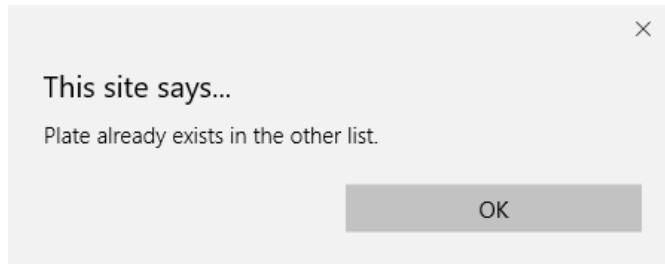 This site says...
Plate already exists in the other list.
OK